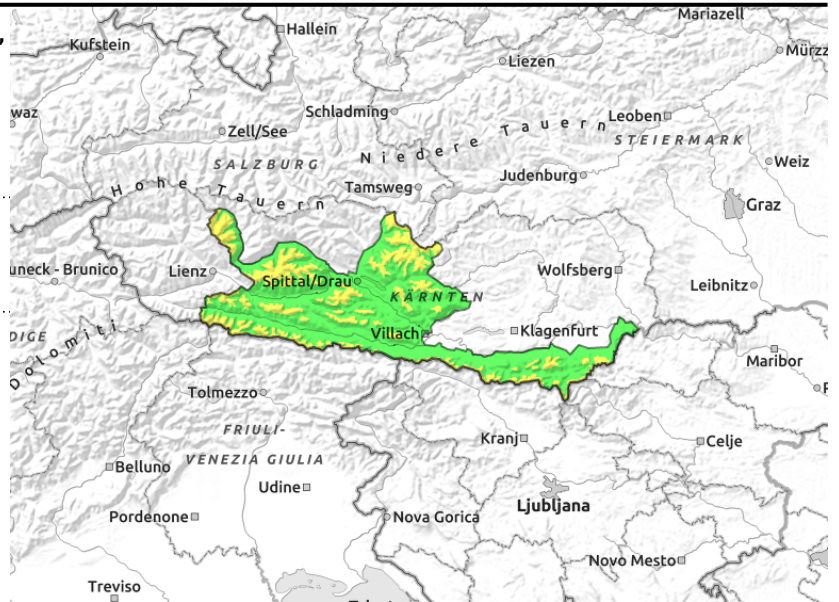 Mariazell
Hallein
,
Kufstein
Mürzz
Liezen
waz
Schladming
Leoben
Zell/See
Niedere Tauern
STEIERMARK
SALZBURG
Weiz
Hohe Tauern
Tamsweg
Judenburg
Graz
uneck - Brunico
Lienz
Wolfsberg
Spittal/Drau
Leibnitz
KÄRNTEN
DIGE
Dolomiti
Villach
Klagenfurt
Maribor
Tolmezzo
P
FRIULI-
VENEZIA GIULIA
Kranj
Celje
Belluno
Udine
Ljubljana
Pordenone
Nova Gorica
Novo Mesto
Treviso